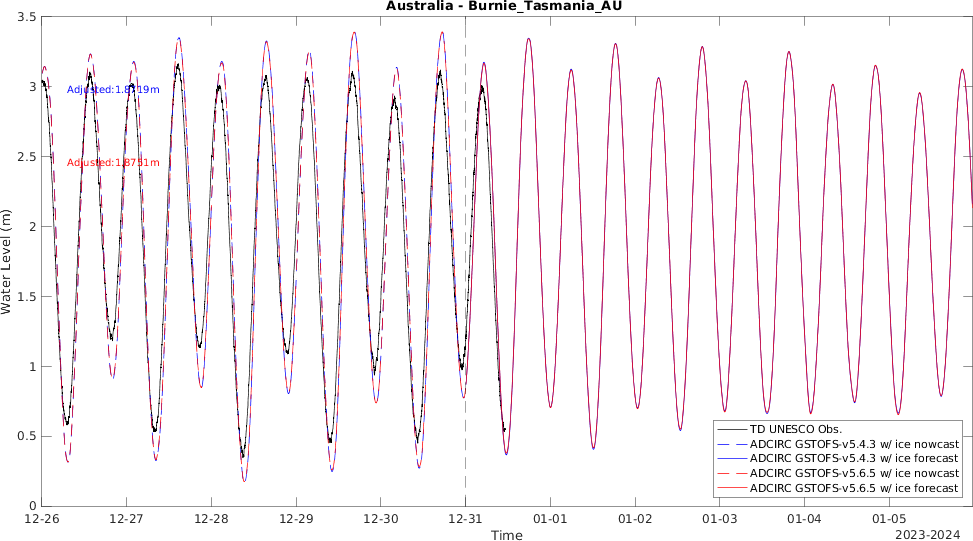 Australia - Burnie_Tasmania_AU
Water Level (m)
3.5
3
2.5
2
1.5
1
0.5
0
Adjusted:1.8719m
Adjusted:1.8751m
TD UNESCO Obs.
ADCIRC GSTOFS-v5.4.3 w/ ice nowcast
ADCIRC GSTOFS-v5.4.3 w/ ice forecast
ADCIRC GSTOFS-v5.6.5 w/ ice nowcast
ADCIRC GSTOFS-v5.6.5 w/ ice forecast
12-26 12-27 12-28 12-29 12-30 12-31 01-01 01-02 01-03 01-04 01-05
Time
2023-2024